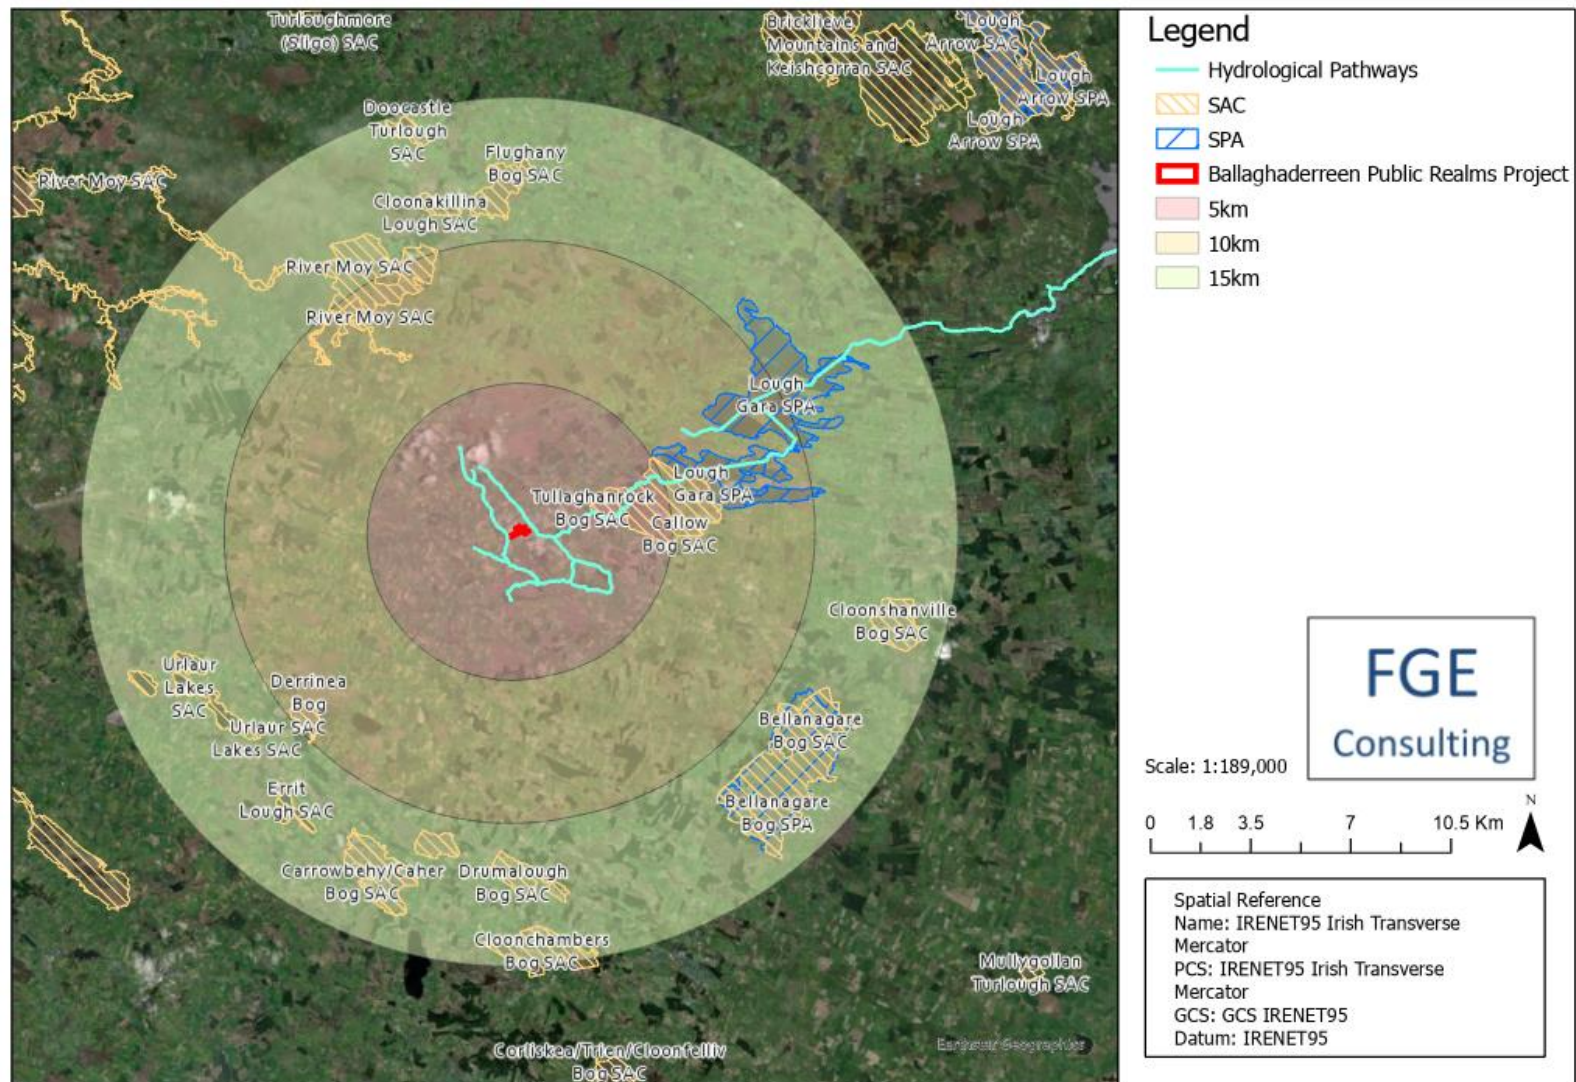 Turloughmore
(Sligo) SAC
Bricklieve
Mountains and
Keishcorran SAC
Lough
Arrow SAC
Lough
Arrow SPA
Lough
Arrow SPA
Doocastle
Turlough
SAC
Flughany
Bog SAC
River Moy SAC
Cloonakillina
Lough SAC
River Moy SAC
River Moy SAC
Lough
Gara SPA
Lough
Gara SPA
Tullaghanrock
Bog SAC
Callow
Bog SAC
Cloonshanville
Bog SAC
Urlaur
Lakes
SAC
Derrinea
Bog
SAC
Urlaur
Lakes SAC
Bellanagare
Bog SAC
Errit
Lough SAC
Bellanagare
Bog SPA
Carrowbehy/Caher
Bog SAC
Drumalough
Bog SAC
Cloonchambers
Bog SAC
Mullygollan
Turlough SAC
Corliskea/Trien/Cloonfelliv
Bog SAC
Earthstar Geographics
Legend
Hydrological Pathways
SAC
SPA
Ballaghaderreen Public Realms Project
5km
10km
15km
FGE
Consulting
Scale: 1:189,000
N
0 1.8 3.5 7 10.5 Km
Spatial Reference
Name: IRENET95 Irish Transverse
Mercator
PCS: IRENET95 Irish Transverse
Mercator
GCS: GCS IRENET95
Datum: IRENET95